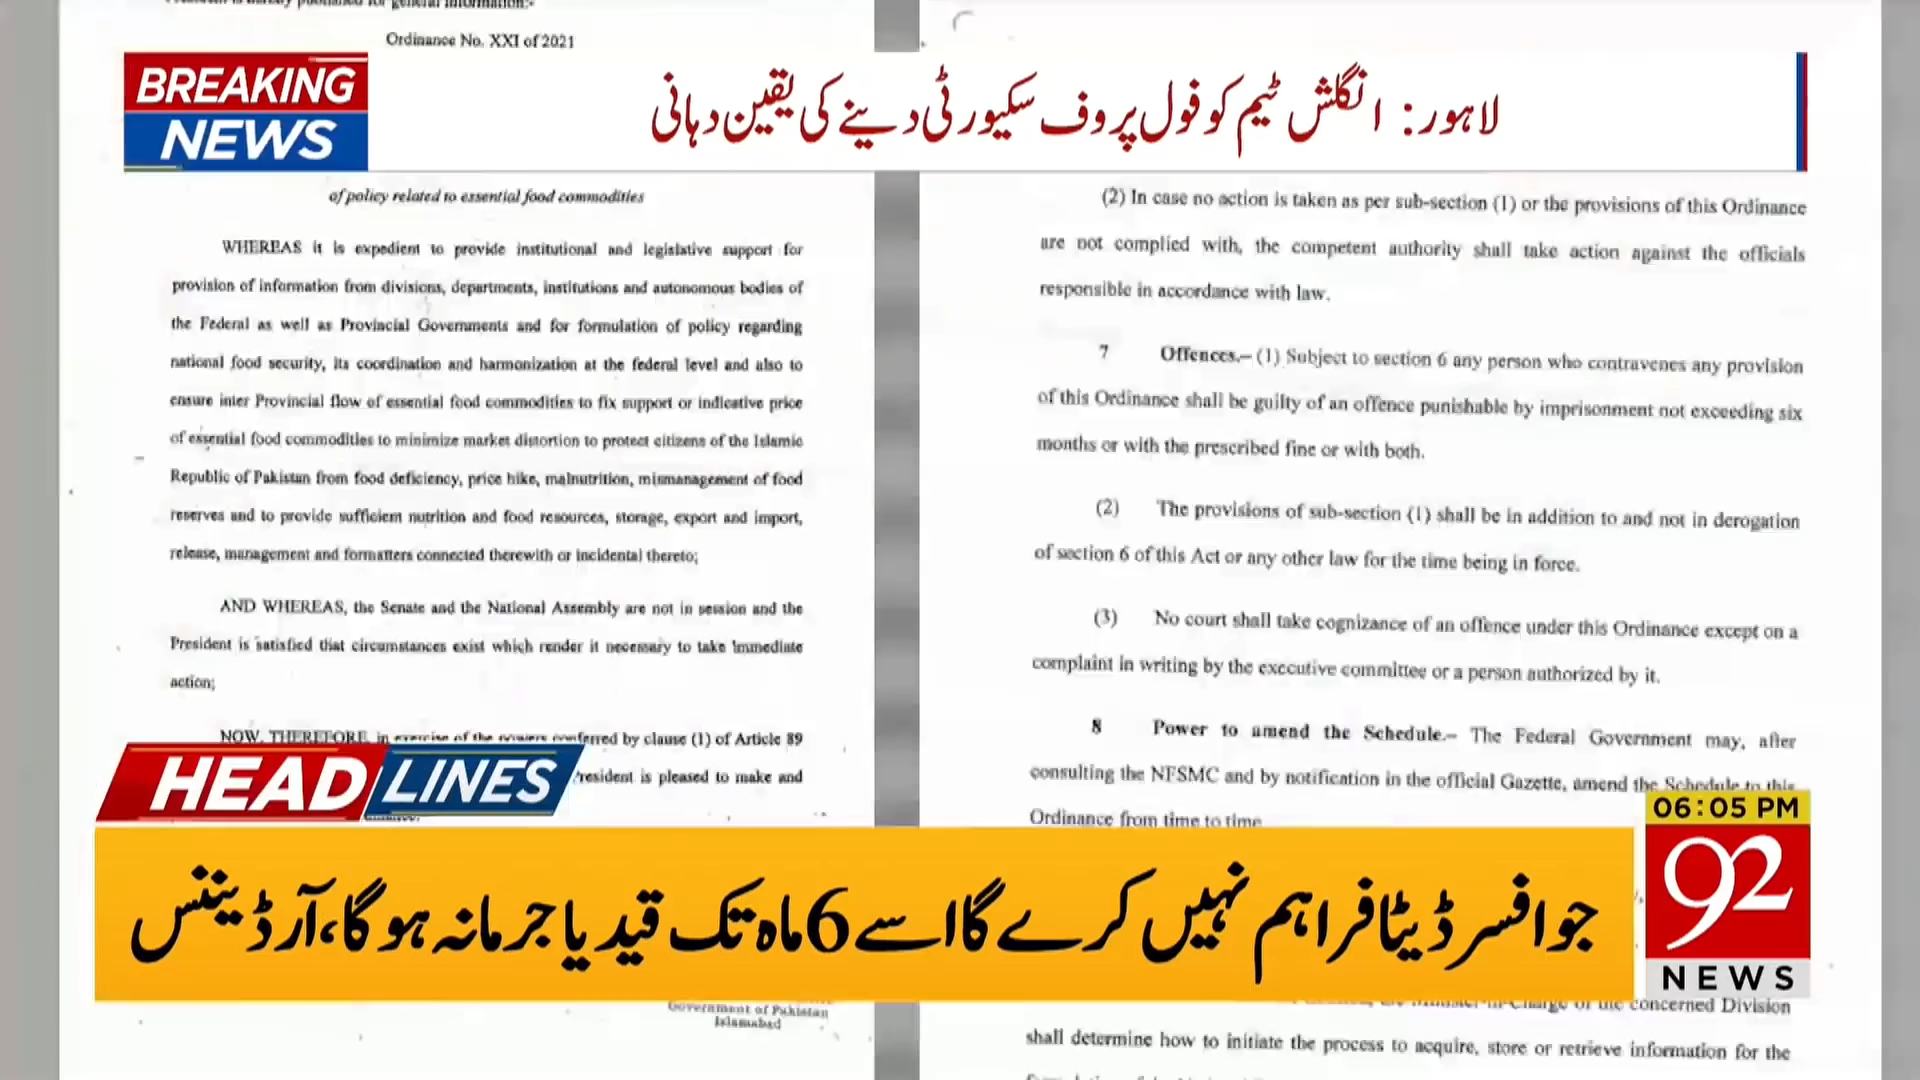 Ordinance No. XXI of 2021
BREAKING
NEWS
لاہور: انگلش ٹیم کو فول پروف سکیورٹی دینے کی یقین دہانی
of policy related to essential food commodities
WHEREAS it is expedient to provide institutional and legislative support for
provision of information from divisions, departments, institutions and autonomous bodies of
the Federal as well as Provincial Governments and for formulation of policy regarding
national food security, its coordination and harmonization at the federal level and also to
ensure inter Provincial flow of essential food commodities to fix support or indicative price
of essential food commodities to minimize market distortion to protect citizens of the Islamic
Republic of Pakistan from food deficiency, price hike, malnutrition, mismanagement of food
reserves and to provide sufficient nutrition and food resources, storage, export and import,
release, management and formatters connected therewith or incidental thereto;
AND WHEREAS, the Senate and the National Assembly are not in session and the
President is satisfied that circumstances exist which render it necessary to take immediate
action;
NOW, THEREFORE, in exercise of the powers conferred by clause (1) of Article 89
President is pleased to make and
Government of Pakistan
Islamabad
(2) In case no action is taken as per sub-section (1) or the provisions of this Ordinance
are not complied with, the competent authority shall take action against the officials
responsible in accordance with law.
7 Offences.– (1) Subject to section 6 any person who contravenes any provision
of this Ordinance shall be guilty of an offence punishable by imprisonment not exceeding six
months or with the prescribed fine or with both.
(2) The provisions of sub-section (1) shall be in addition to and not in derogation
of section 6 of this Act or any other law for the time being in force.
(3) No court shall take cognizance of an offence under this Ordinance except on a
complaint in writing by the executive committee or a person authorized by it.
8 Power to amend the Schedule.– The Federal Government may, after
consulting the NFSMC and by notification in the official Gazette, amend the Schedule to this
Ordinance from time to time
concerned Division
shall determine how to initiate the process to acquire, store or retrieve information for the
HEADLINES
جو افسر ڈیٹا فراہم نہیں کرے گا اسے 6 ماہ تک قید یا جرمانہ ہو گا، آرڈیننس
06:05 PM
92
NEWS